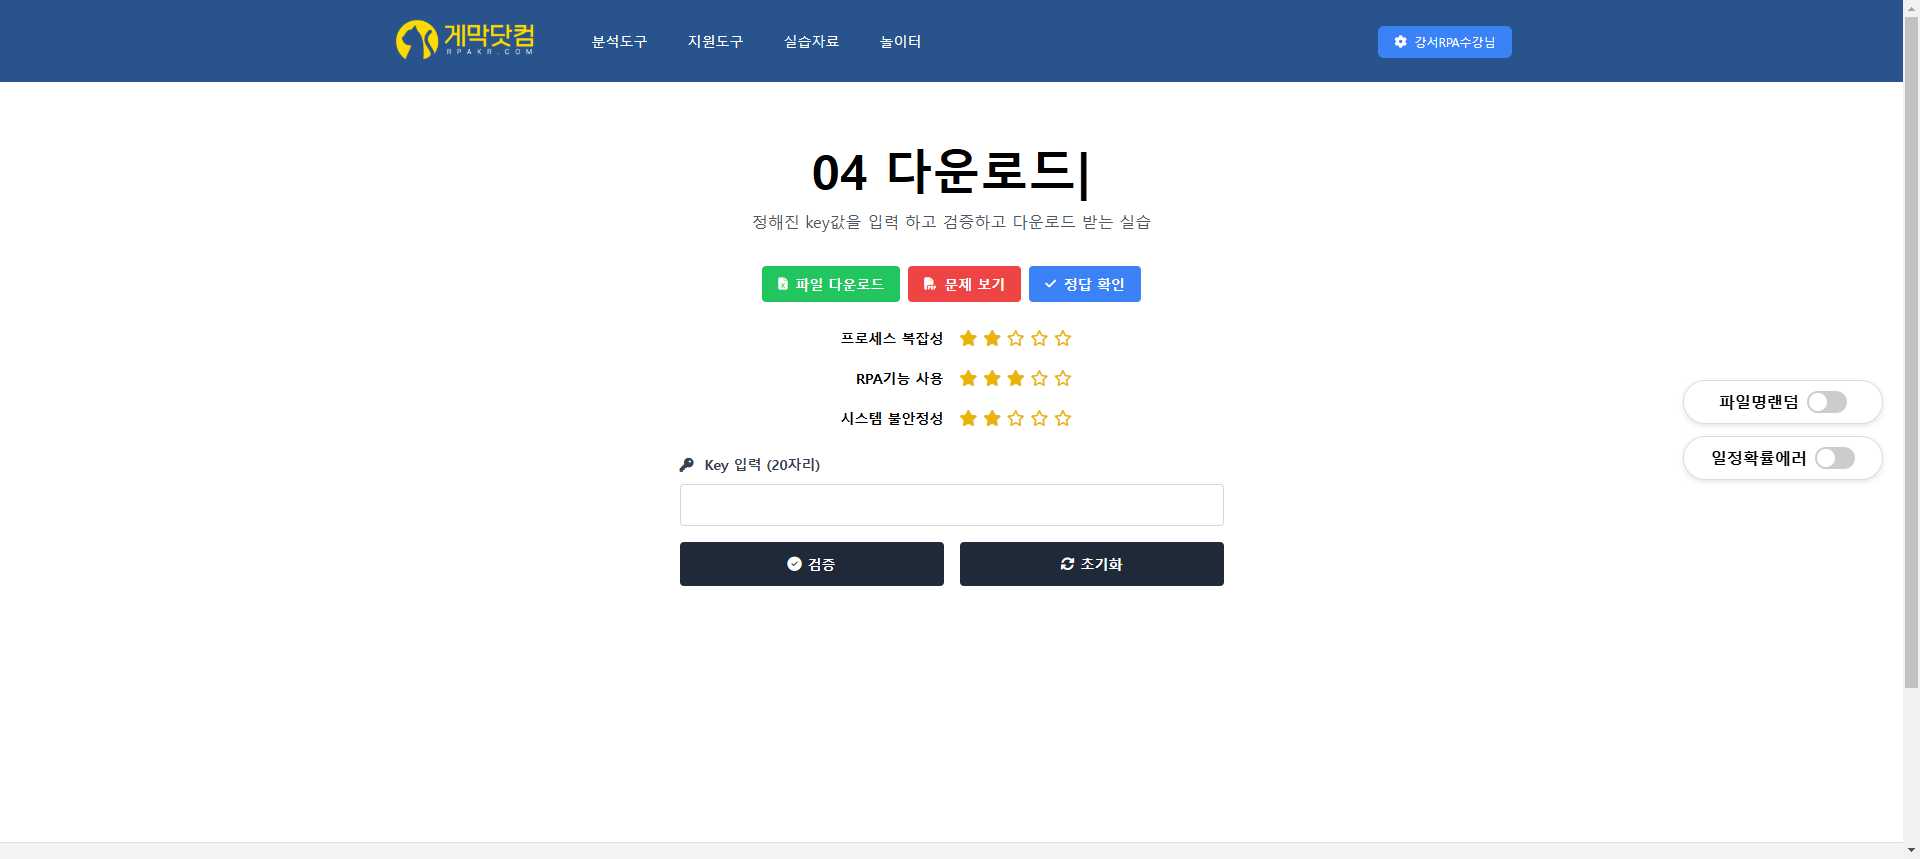 게막닷컴
RPAKR.COM
분석도구 지원도구 실습자료 놀이터
강서RPA수강님
04 다운로드|
정해진 key값을 입력 하고 검증하고 다운로드 받는 실습
파일 다운로드 문제 보기 정답 확인
프로세스 복잡성
RPA기능 사용
시스템 불안정성
파일명랜덤
일정확률에러
Key 입력 (20자리)
검증 초기화